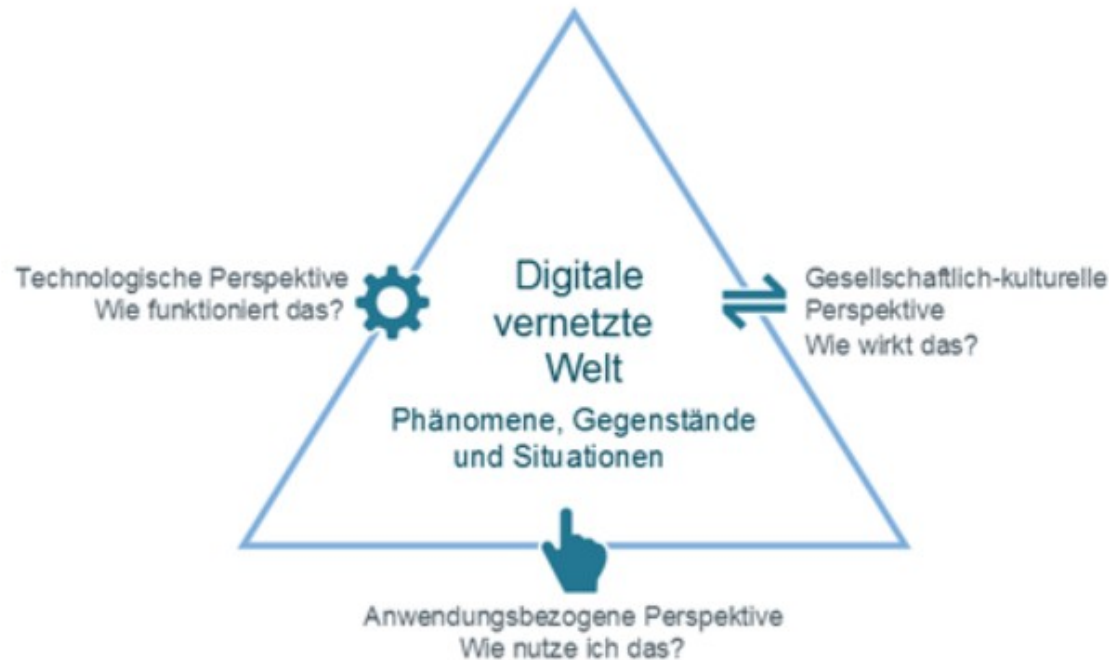 Digitale
vernetzte
Welt
Phänomene, Gegenstände
und Situationen
Technologische Perspektive
Wie funktioniert das?
Gesellschaftlich-kulturelle
Perspektive
Wie wirkt das?
Anwendungsbezogene Perspektive
Wie nutze ich das?